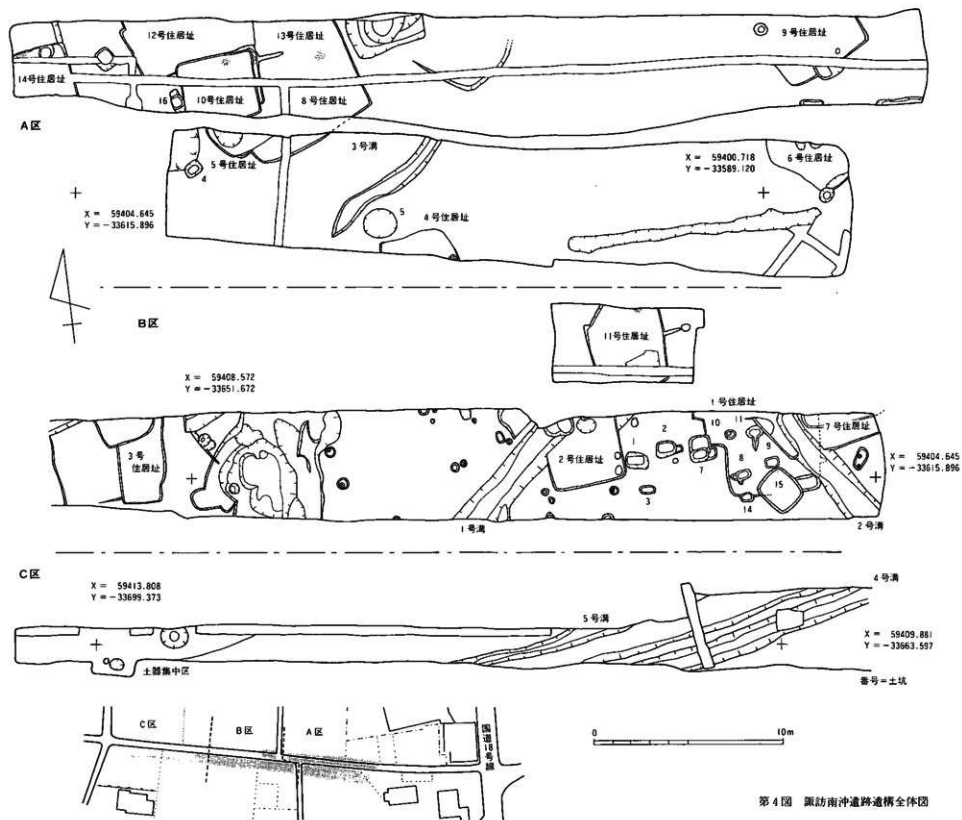 12号住居址
13号住居址
9号住居址
14号住居址
16
10号住居址
8号住居址
A区
3号溝
5号住居址
4
X = 59400.718
Y = -33589.120
6号住居址
X = 59404.645
Y = -33615.896
5
4号住居址
B区
11号住居址
X = 59408.572
Y = -33651.672
1号住居址
3号
住居址
2号住居址
1
2
10
11
7号住居址
7
8
9
3
15
14
X = 59404.645
Y = -33615.896
1号溝
2号溝
C区
X = 59413.808
Y = -33699.373
4号溝
5号溝
X = 59409.881
Y = -33663.597
土器集中区
番号=土坑
C区
B区
A区
国道18号線
0
10m
第4図 諏訪南沖遺跡遺構全体図